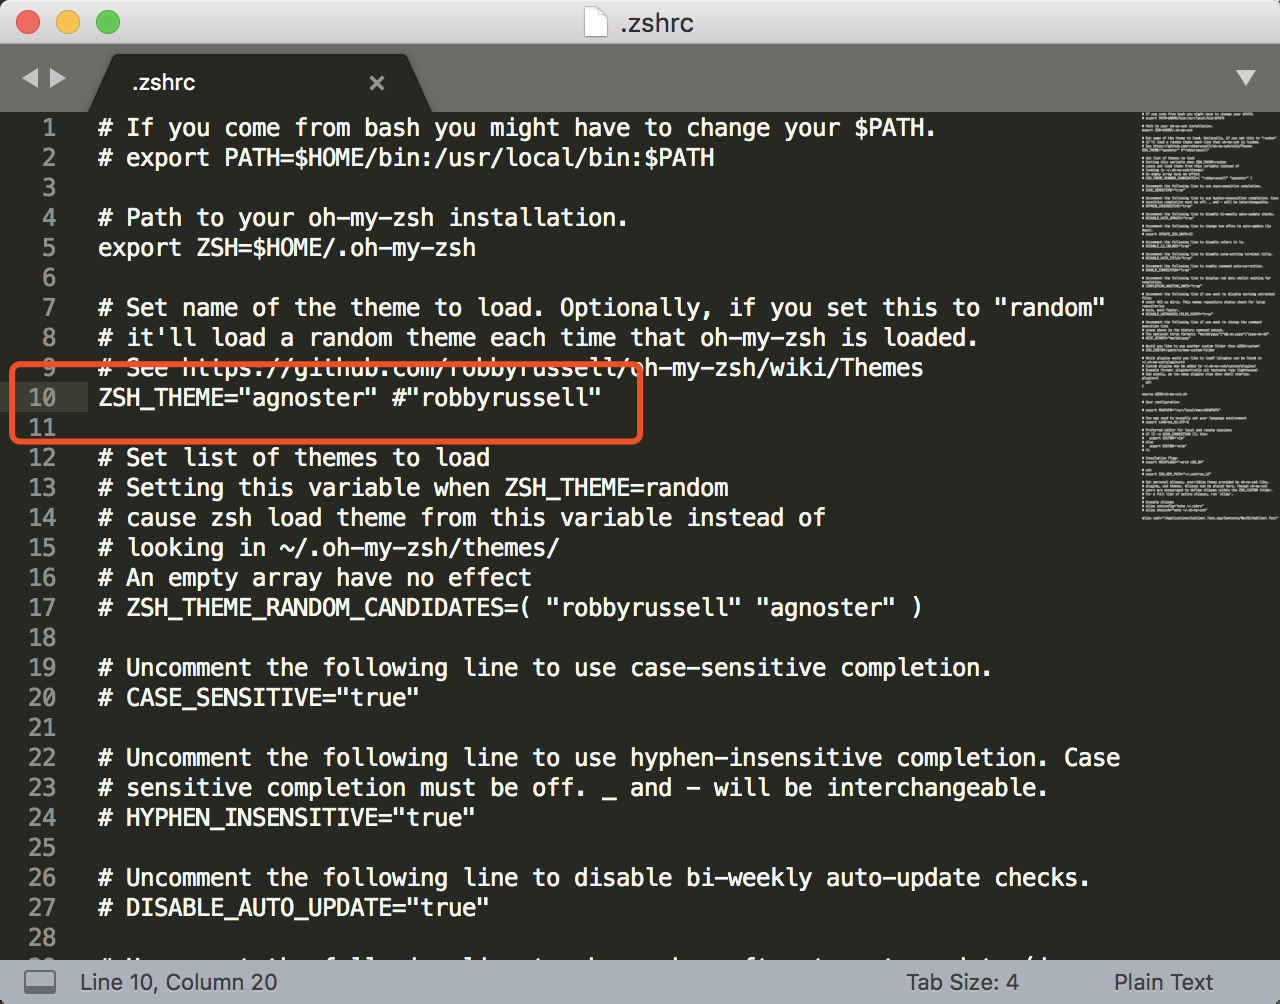 .zshrc
.zshrc ×
1 # If you come from bash you might have to change your $PATH.
2 # export PATH=$HOME/bin:/usr/local/bin:$PATH
3
4 # Path to your oh-my-zsh installation.
5 export ZSH=$HOME/.oh-my-zsh
6
7 # Set name of the theme to load. Optionally, if you set this to "random"
8 # it'll load a random theme each time that oh-my-zsh is loaded.
9 # See https://github.com/robbyrussell/oh-my-zsh/wiki/Themes
10 ZSH_THEME="agnoster" #"robbyrussell"
11
12 # Set list of themes to load
13 # Setting this variable when ZSH_THEME=random
14 # cause zsh load theme from this variable instead of
15 # looking in ~/.oh-my-zsh/themes/
16 # An empty array have no effect
17 # ZSH_THEME_RANDOM_CANDIDATES=( "robbyrussell" "agnoster" )
18
19 # Uncomment the following line to use case-sensitive completion.
20 # CASE_SENSITIVE="true"
21
22 # Uncomment the following line to use hyphen-insensitive completion. Case
23 # sensitive completion must be off. _ and - will be interchangeable.
24 # HYPHEN_INSENSITIVE="true"
25
26 # Uncomment the following line to disable bi-weekly auto-update checks.
27 # DISABLE_AUTO_UPDATE="true"
28
Line 10, Column 20 Tab Size: 4 Plain Text